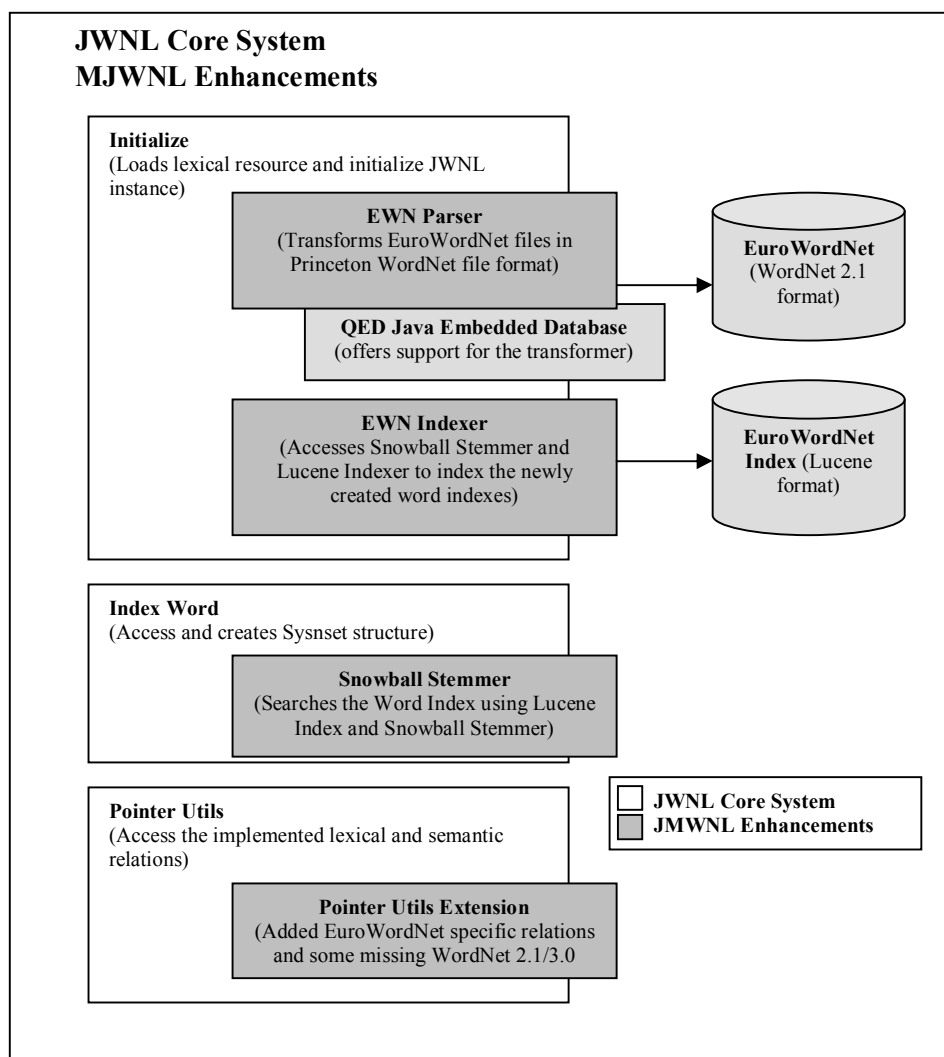 JWNL Core System
MJWNL Enhancements
Initialize
(Loads lexical resource and initialize JWNL
instance)
EWN Parser
(Transforms EuroWordNet files in
Princeton WordNet file format)
EuroWordNet
(WordNet 2.1
format)
QED Java Embedded Database
(offers support for the transformer)
EWN Indexer
(Accesses Snowball Stemmer and
Lucene Indexer to index the newly
created word indexes)
EuroWordNet
Index (Lucene
format)
Index Word
(Access and creates Sysnset structure)
Snowball Stemmer
(Searches the Word Index using Lucene
Index and Snowball Stemmer)
Pointer Utils
(Access the implemented lexical and semantic
relations)
JWNL Core System
JMWNL Enhancements
Pointer Utils Extension
(Added EuroWordNet specific relations
and some missing WordNet 2.1/3.0